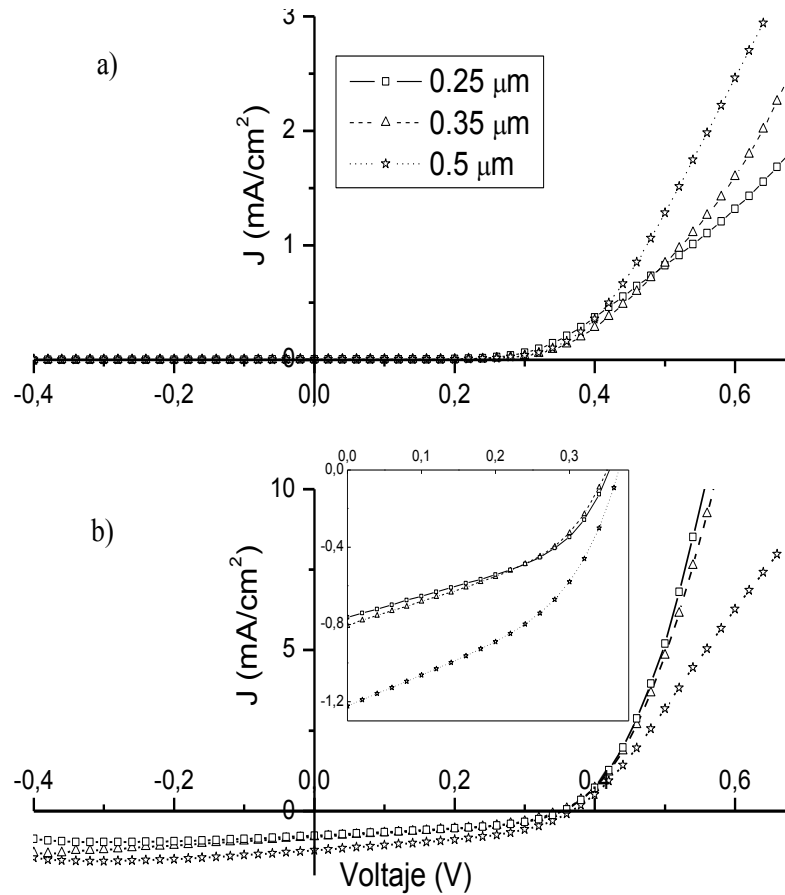 a)
3
2
1
0
J (mA/cm²)
0.25 μm
0.35 μm
0.5 μm
-0,4 -0,2 0,0 0,2 0,4 0,6
b)
10
5
0
J (mA/cm²)
0,0 0,1 0,2 0,3
0,0
-0,4
-0,8
-1,2
-0,4 -0,2 0,0 0,2 0,4 0,6
Voltaje (V)